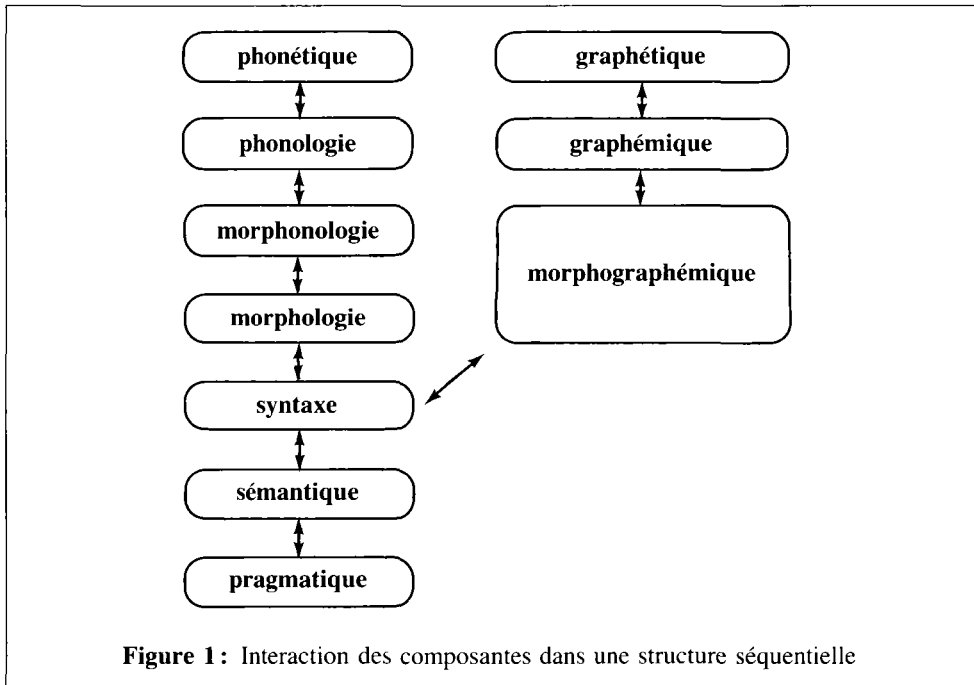 phonétique
phonologie
morphonologie
morphologie
syntaxe
sémantique
pragmatique
graphétique
graphémique
morphographémique
Figure 1 : Interaction des composantes dans une structure séquentielle